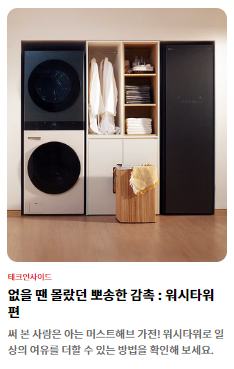 테크인사이드
없을 땐 몰랐던 뽀송한 감촉 : 워시타워
편
써 본 사람은 아는 머스트해브 가전! 워시타워로 일
상의 여유를 더할 수 있는 방법을 확인해 보세요.